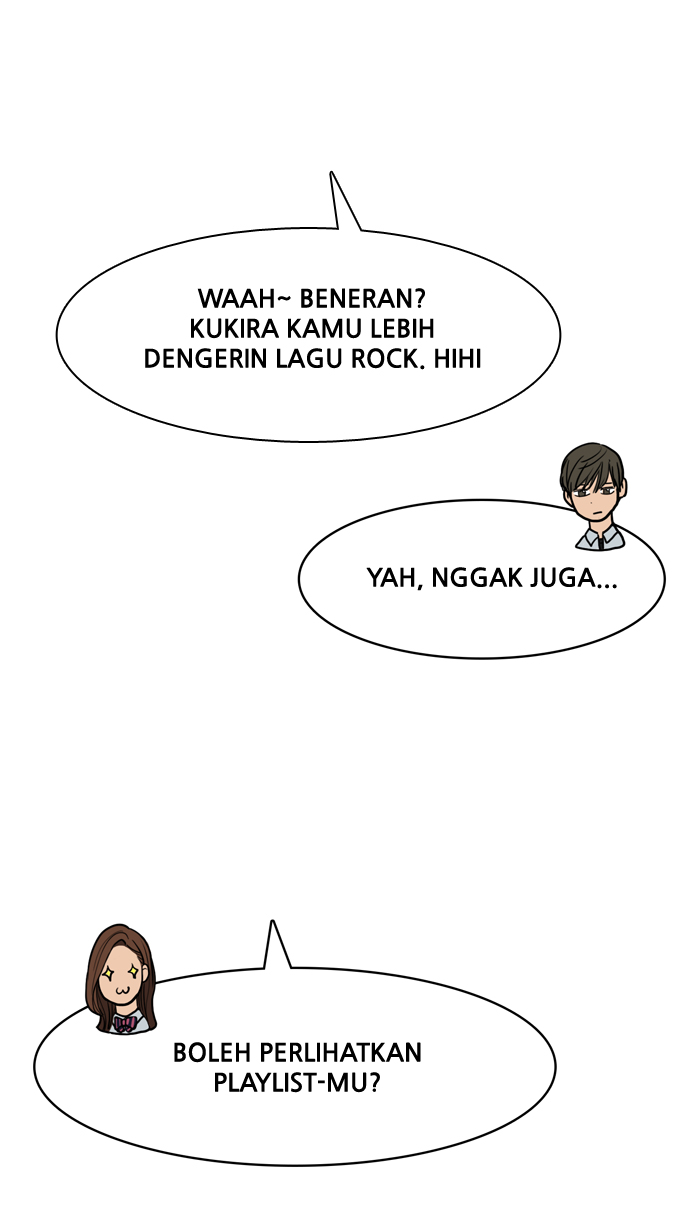 WAAH~ BENERAN?
KUKIRA KAMU LEBIH
DENGERIN LAGU ROCK. HIHI
YAH, NGGAK JUGA...
BOLEH PERLIHATKAN
PLAYLIST-MU?